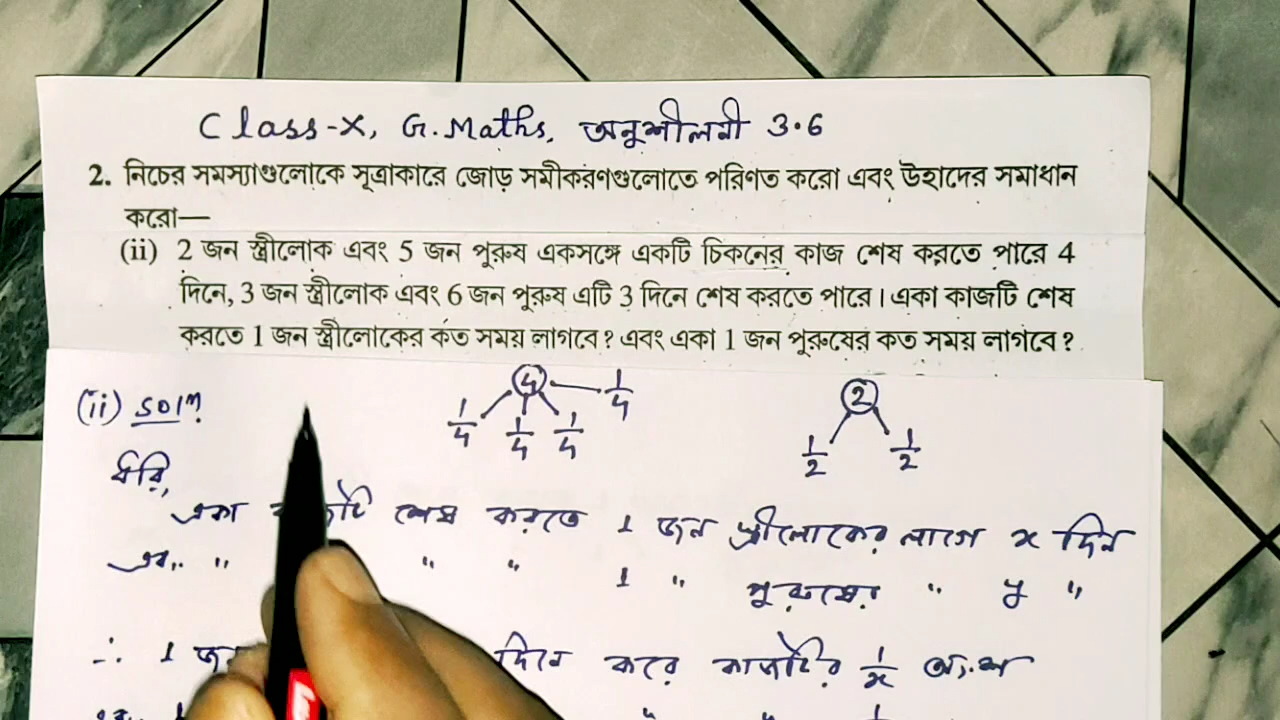 Class-X, G. Maths, অনুশীলনী 3.6
2. নিচের সমস্যাগুলোকে সূত্রাকারে জোড় সমীকরণগুলোতে পরিণত করো এবং উহাদের সমাধান
করো—
(ii) 2 জন স্ত্রীলোক এবং 5 জন পুরুষ একসঙ্গে একটি চিকনের কাজ শেষ করতে পারে 4
দিনে, 3 জন স্ত্রীলোক এবং 6 জন পুরুষ এটি 3 দিনে শেষ করতে পারে। একা কাজটি শেষ
করতে 1 জন স্ত্রীলোকের কত সময় লাগবে? এবং একা 1 জন পুরুষের কত সময় লাগবে?
(ii) Solⁿ
4 1/4 2
1/4 1/4 1/4 1/2 1/2
ধরি,
একা শেষ করতে 1 জন স্ত্রীলোকের লাগে x দিন
এবং " " " 1 " পুরুষের " y "
∴ 1 দিনে করে কাজটির 1/x অংশ
" " 1